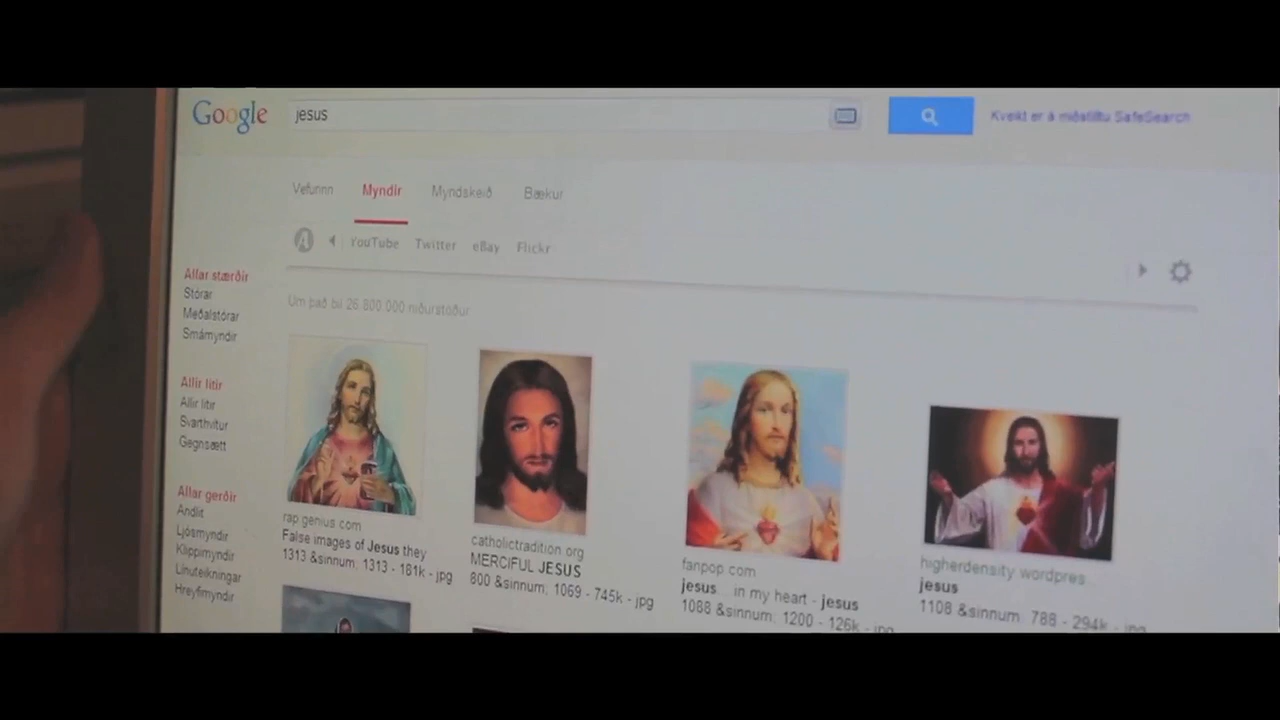 Google
jesus
Kveikt er á miðstilltu SafeSearch
Vefurinn Myndir Myndskeið Bækur
YouTube Twitter eBay Flickr
Allar stærðir
Stórar
Meðalstórar
Smámyndir
Allir litir
Allir litir
Svarthvítur
Gegnsætt
Allar gerðir
Andlit
Ljósmyndir
Klippimyndir
Línuteikningar
Hreyfimyndir
Um það bil 26 800 000 niðurstöður
rap genius com
False images of Jesus they
1313 &sinnum; 1313 - 181k - jpg
catholictradition org
MERCIFUL JESUS
800 &sinnum; 1069 - 745k - jpg
fanpop com
jesus... in my heart - jesus
1088 &sinnum; 1200 - 126k - jpg
higherdensity wordpres...
jesus
1108 &sinnum; 788 - 294k - jpg